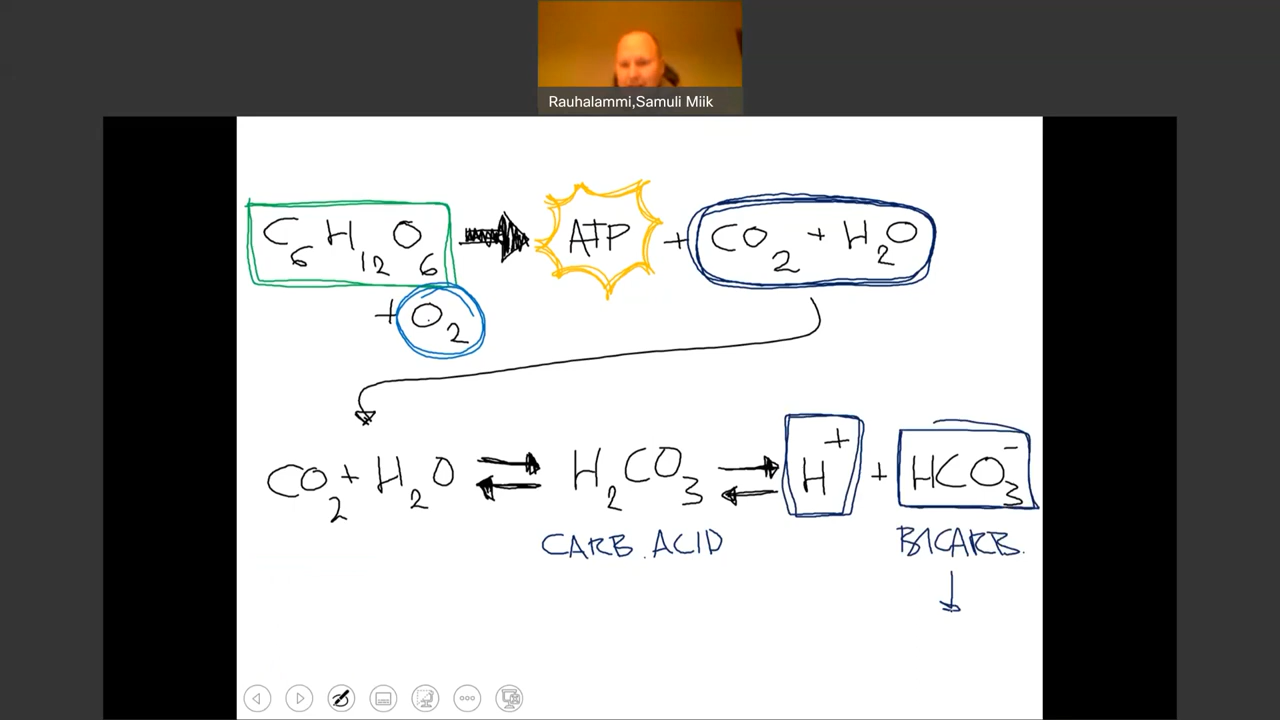 Rauhalammi,Samuli Miik
C₆H₁₂O₆ → ATP + CO₂ + H₂O
+ O₂
CO₂ + H₂O ⇄ H₂CO₃ ⇄ H⁺ + HCO₃⁻
CARB. ACID BICARB.